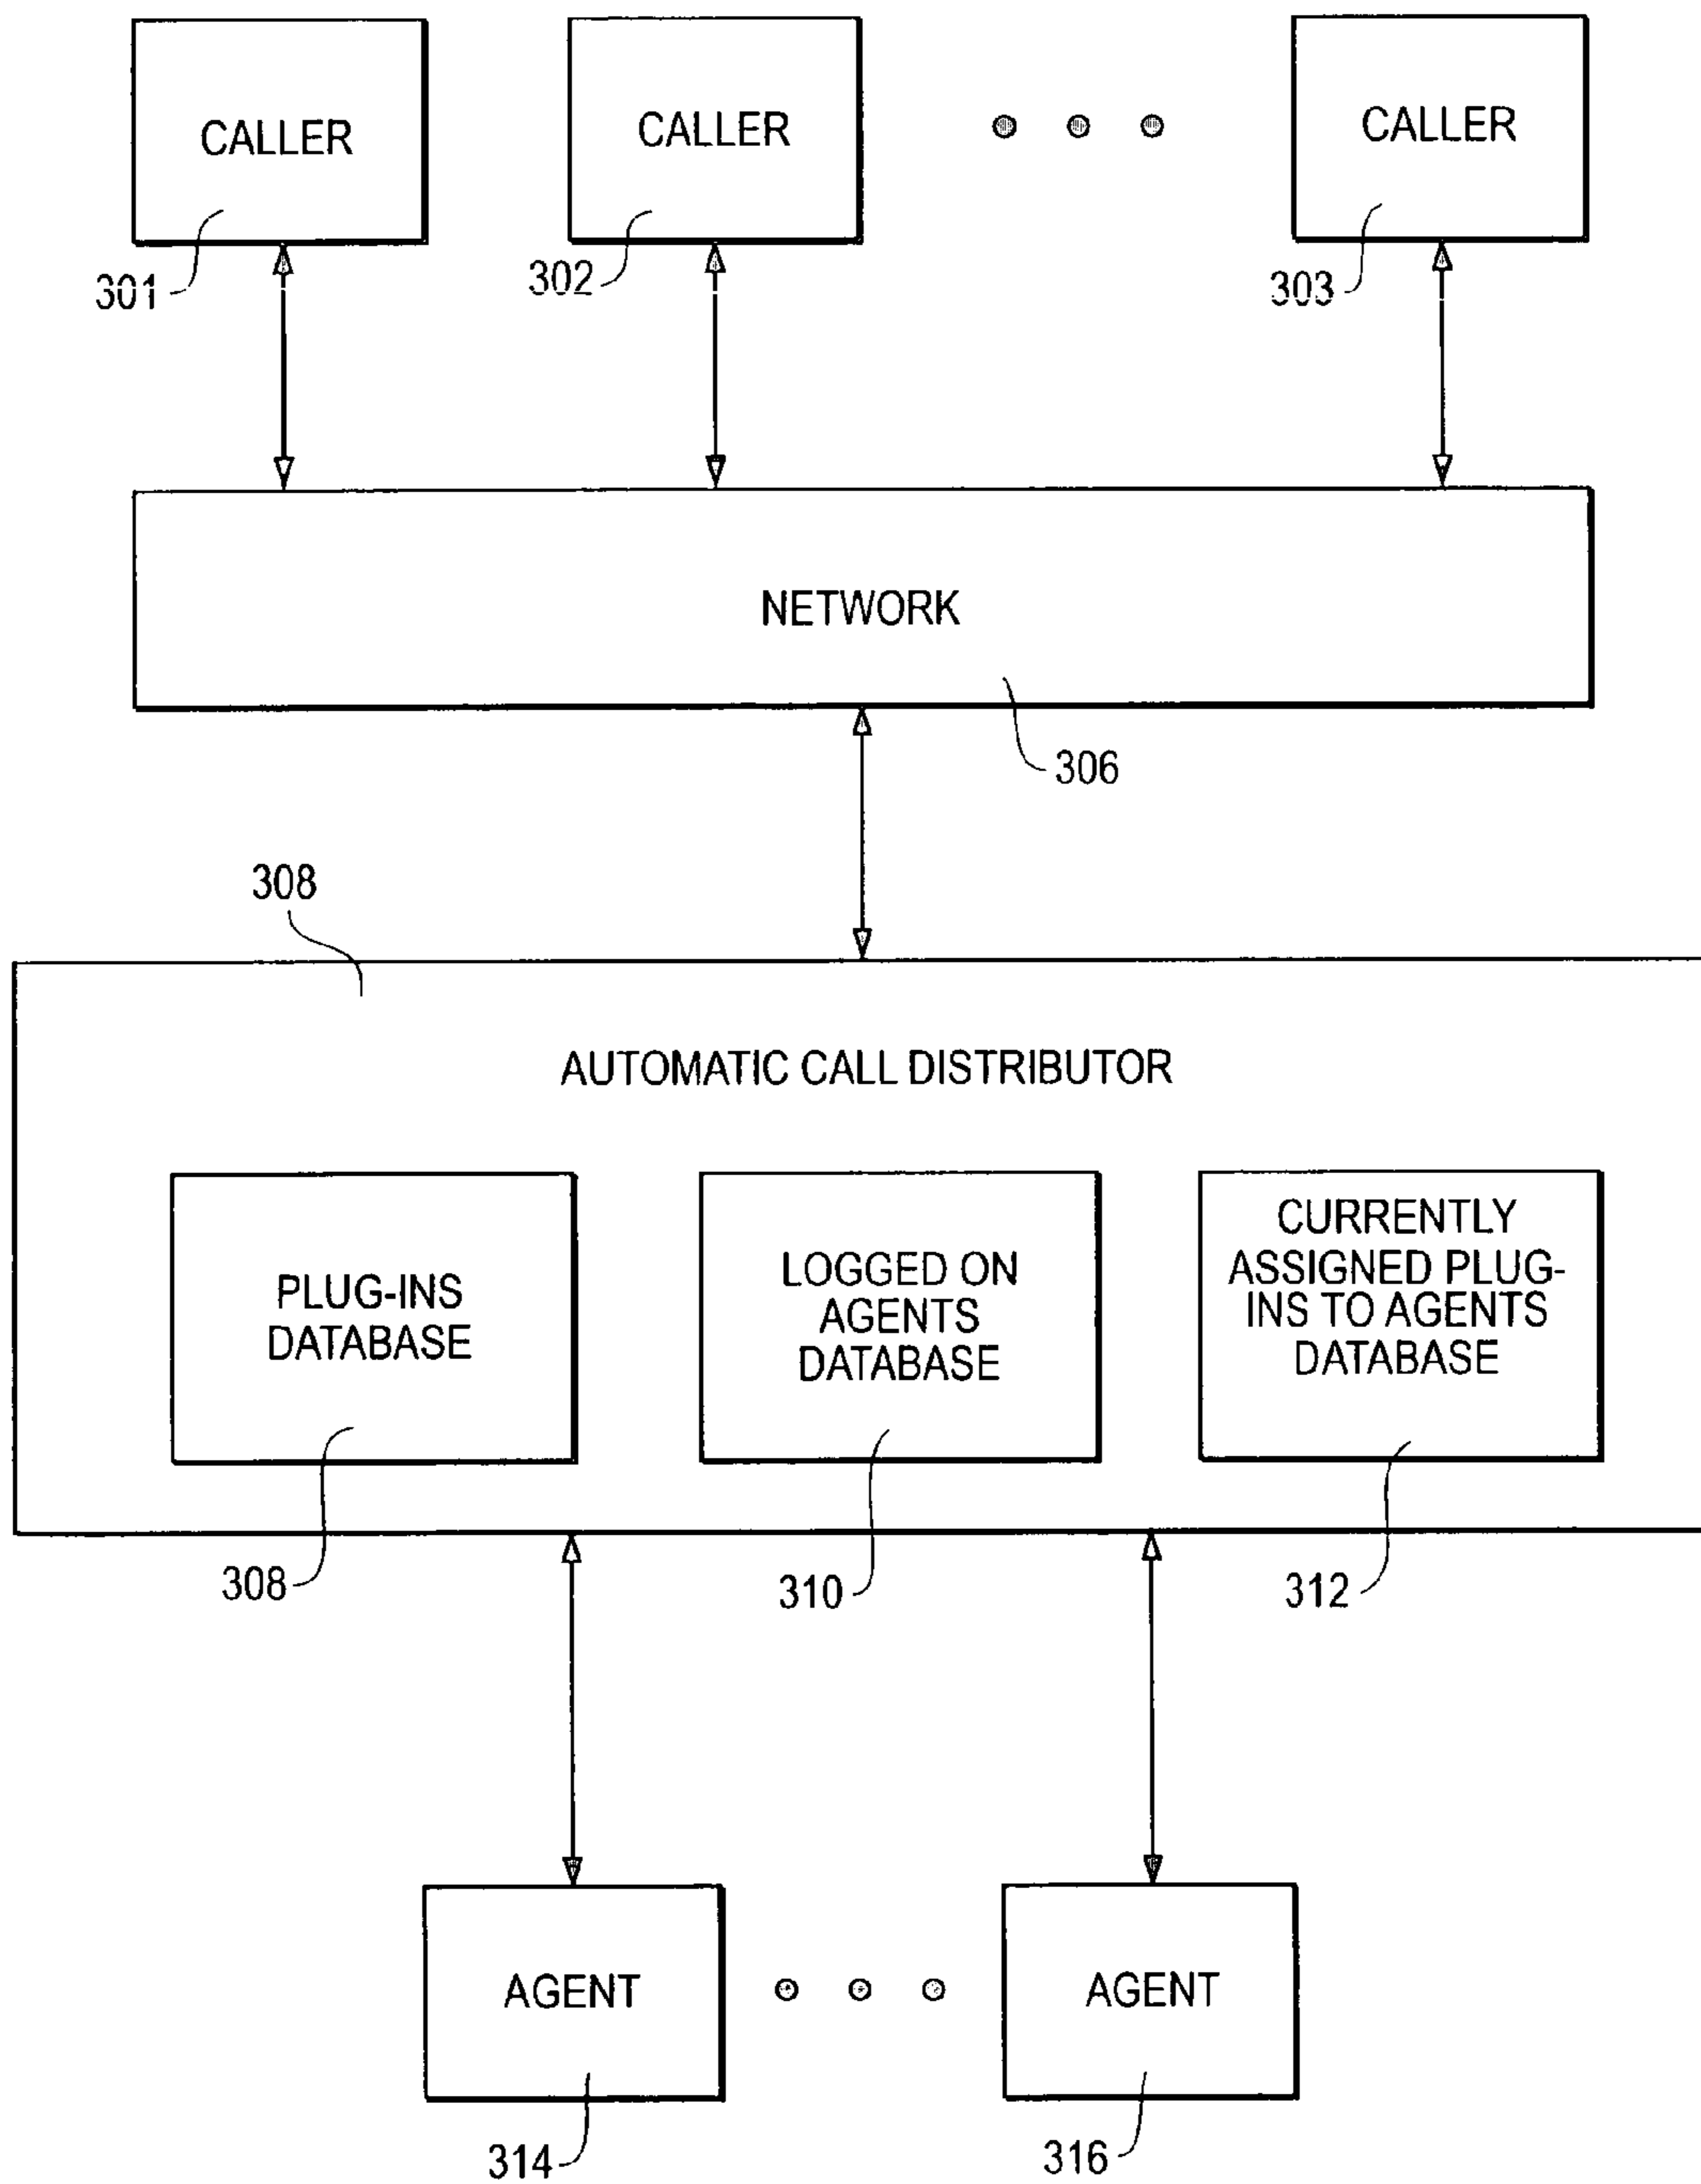 CALLER
CALLER
CALLER
301
302
303
NETWORK
306
308
AUTOMATIC CALL DISTRIBUTOR
PLUG-INS
DATABASE
LOGGED ON
AGENTS
DATABASE
CURRENTLY
ASSIGNED PLUG-
INS TO AGENTS
DATABASE
308
310
312
AGENT
AGENT
314
316